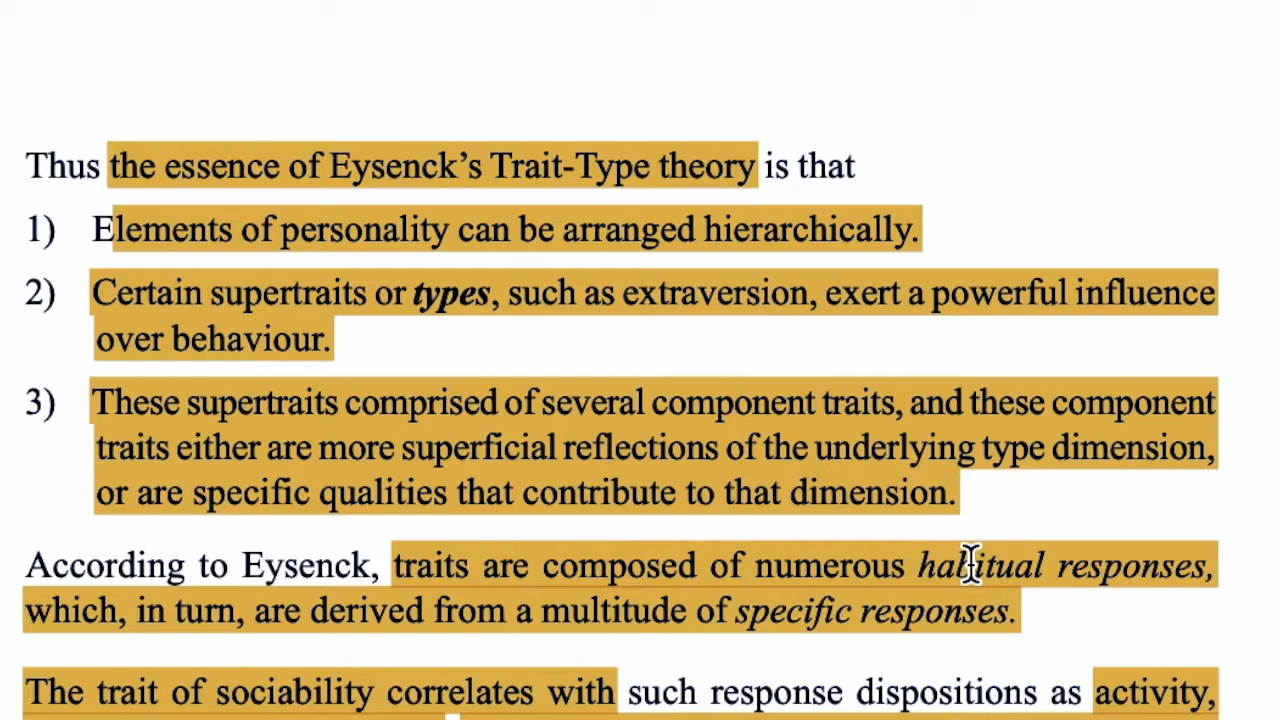 Thus the essence of Eysenck’s Trait-Type theory is that
1) Elements of personality can be arranged hierarchically.
2) Certain supertraits or types, such as extraversion, exert a powerful influence
over behaviour.
3) These supertraits comprised of several component traits, and these component
traits either are more superficial reflections of the underlying type dimension,
or are specific qualities that contribute to that dimension.
According to Eysenck, traits are composed of numerous habitual responses,
which, in turn, are derived from a multitude of specific responses.
The trait of sociability correlates with such response dispositions as activity,